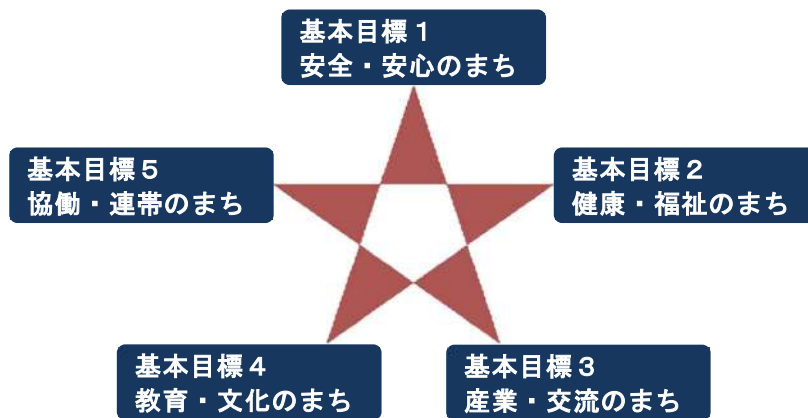 基本目標１
安全・安心のまち
基本目標５
協働・連帯のまち
基本目標２
健康・福祉のまち
基本目標４
教育・文化のまち
基本目標３
産業・交流のまち